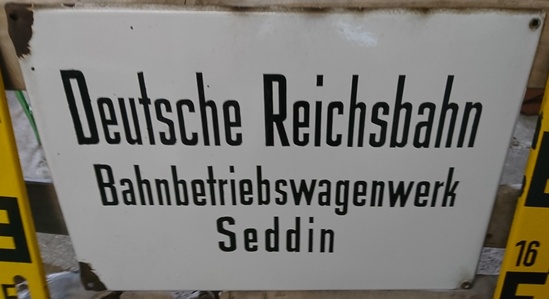 Deutsche Reichsbahn
Bahnbetriebswagenwerk
Seddin
16